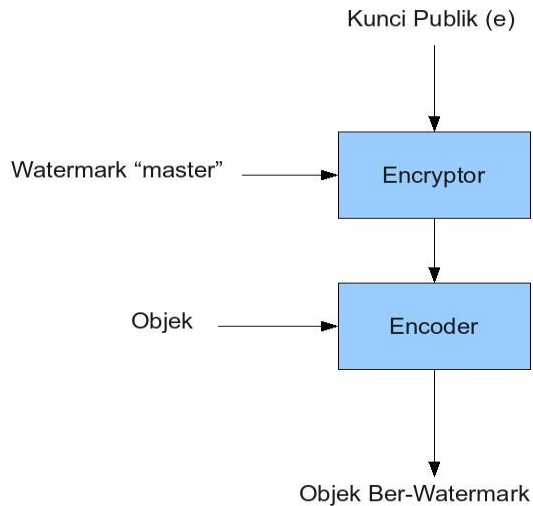 Kunci Publik (e)
Watermark “master”
Encryptor
Objek
Encoder
Objek Ber-Watermark